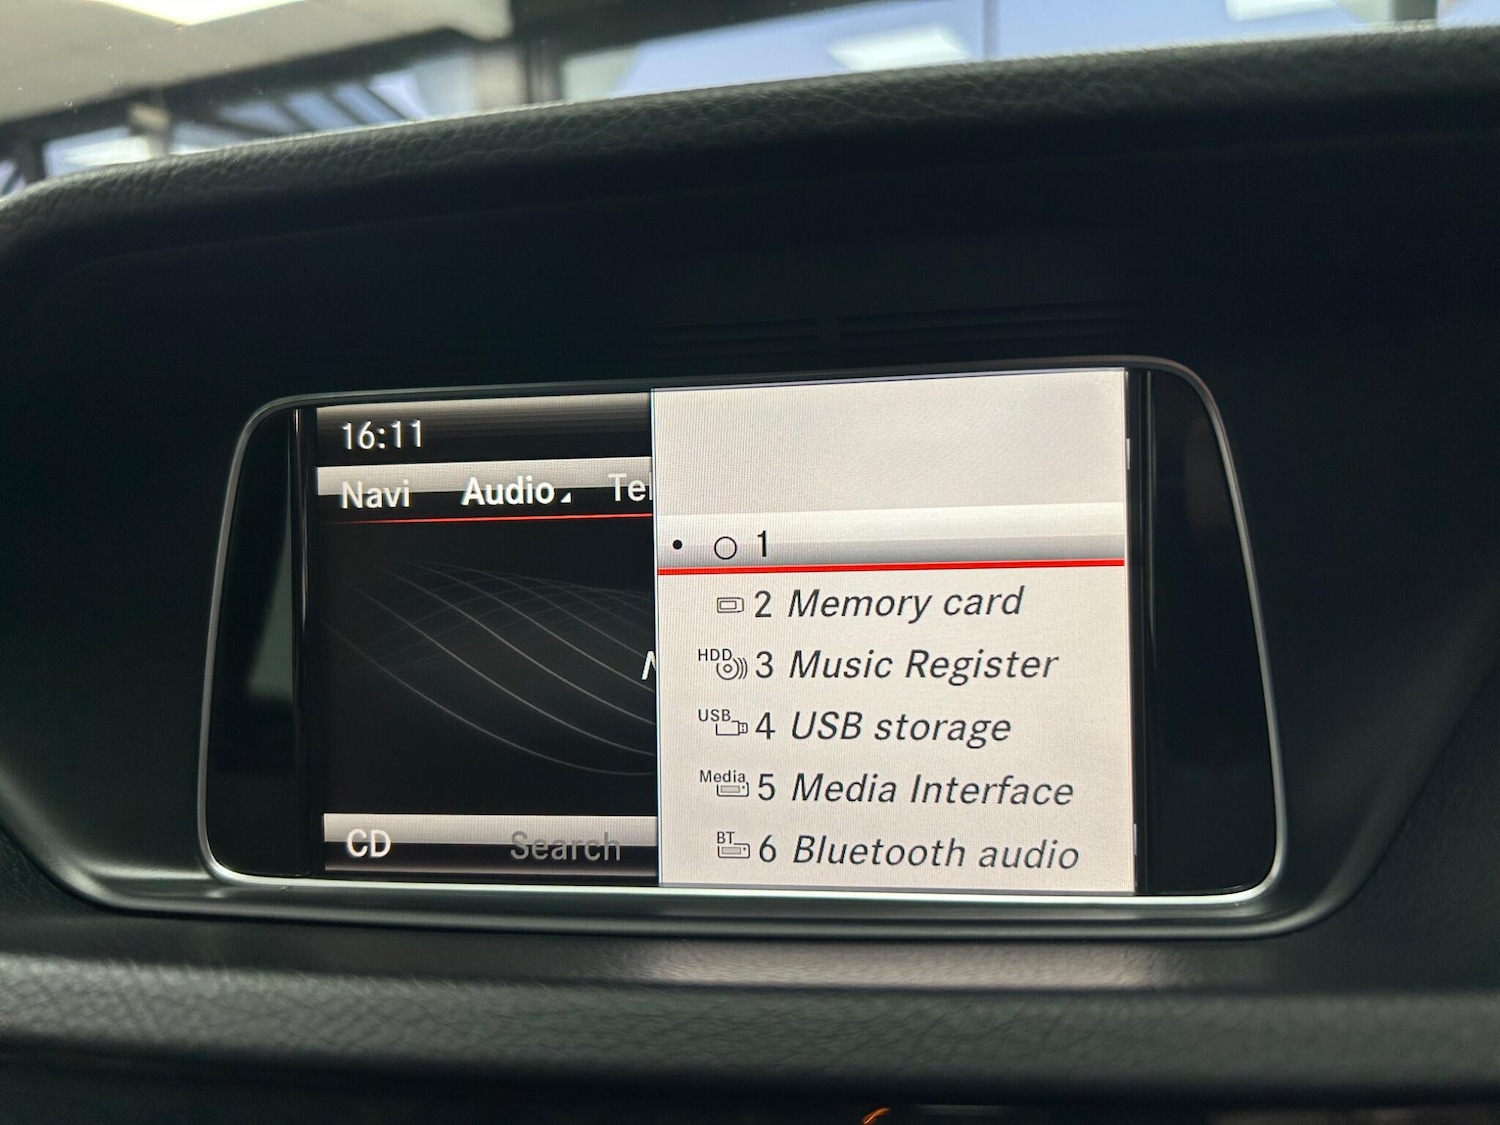 16:11
Navi Audio Tel
1
2 Memory card
HDD 3 Music Register
USB 4 USB storage
Media 5 Media Interface
BT 6 Bluetooth audio
CD Search